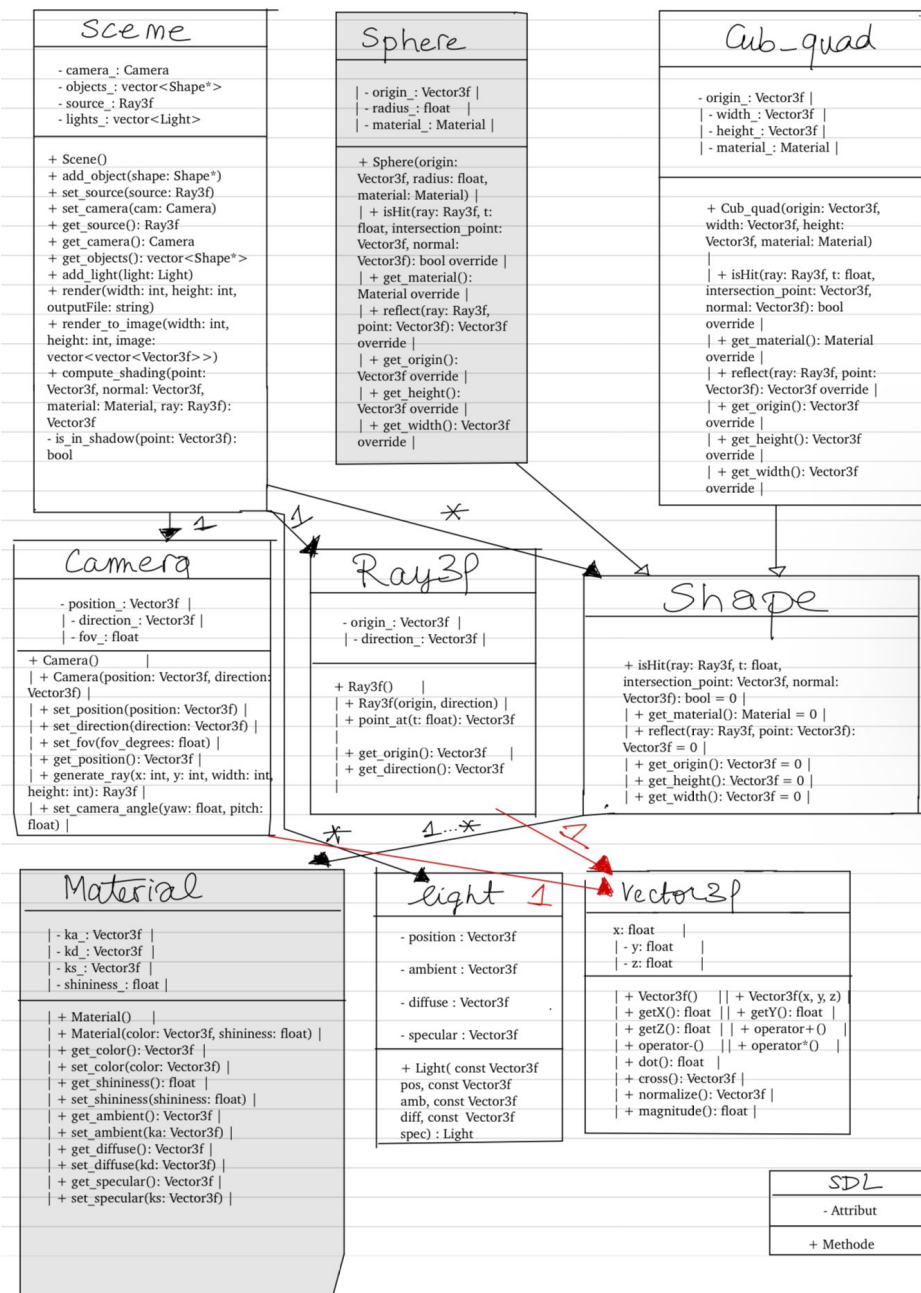 Sceme
- camera_: Camera
- objects_: vector<Shape*>
- source_: Ray3f
- lights_: vector<Light>
+ Scene()
+ add_object(shape: Shape*)
+ set_source(source: Ray3f)
+ set_camera(cam: Camera)
+ get_source(): Ray3f
+ get_camera(): Camera
+ get_objects(): vector<Shape*>
+ add_light(light: Light)
+ render(width: int, height: int,
outputFile: string)
+ render_to_image(width: int,
height: int, image:
vector<vector<Vector3f>>)
+ compute_shading(point:
Vector3f, normal: Vector3f,
material: Material, ray: Ray3f):
Vector3f
- is_in_shadow(point: Vector3f):
bool
Sphere
| - origin_: Vector3f |
| - radius_: float |
| - material_: Material |
+ Sphere(origin:
Vector3f, radius: float,
material: Material) |
| + isHit(ray: Ray3f, t:
float, intersection_point:
Vector3f, normal:
Vector3f): bool override |
| + get_material():
Material override |
| + reflect(ray: Ray3f,
point: Vector3f): Vector3f
override |
| + get_origin():
Vector3f override |
| + get_height():
Vector3f override |
| + get_width(): Vector3f
override |
Cub_quad
- origin_: Vector3f |
| - width_: Vector3f |
| - height_: Vector3f |
| - material_: Material |
+ Cub_quad(origin: Vector3f,
width: Vector3f, height:
Vector3f, material: Material)
|
| + isHit(ray: Ray3f, t: float,
intersection_point: Vector3f,
normal: Vector3f): bool
override |
| + get_material(): Material
override |
| + reflect(ray: Ray3f, point:
Vector3f): Vector3f override |
| + get_origin(): Vector3f
override |
| + get_height(): Vector3f
override |
| + get_width(): Vector3f
override |
1
1
*
Camera
- position_: Vector3f |
| - direction_: Vector3f |
| - fov_: float
+ Camera() |
| + Camera(position: Vector3f, direction:
Vector3f) |
| + set_position(position: Vector3f) |
| + set_direction(direction: Vector3f) |
| + set_fov(fov_degrees: float) |
| + get_position(): Vector3f |
| + generate_ray(x: int, y: int, width: int,
height: int): Ray3f |
| + set_camera_angle(yaw: float, pitch:
float) |
Ray3f
- origin_: Vector3f |
| - direction_: Vector3f |
+ Ray3f() |
| + Ray3f(origin, direction) |
| + point_at(t: float): Vector3f
|
| + get_origin(): Vector3f |
| + get_direction(): Vector3f
|
Shape
+ isHit(ray: Ray3f, t: float,
intersection_point: Vector3f, normal:
Vector3f): bool = 0 |
| + get_material(): Material = 0 |
| + reflect(ray: Ray3f, point: Vector3f):
Vector3f = 0 |
| + get_origin(): Vector3f = 0 |
| + get_height(): Vector3f = 0 |
| + get_width(): Vector3f = 0 |
*
1...*
1
Material
| - ka_: Vector3f |
| - kd_: Vector3f |
| - ks_: Vector3f |
| - shininess_: float |
| + Material() |
| + Material(color: Vector3f, shininess: float) |
| + get_color(): Vector3f |
| + set_color(color: Vector3f) |
| + get_shininess(): float |
| + set_shininess(shininess: float) |
| + get_ambient(): Vector3f |
| + set_ambient(ka: Vector3f) |
| + get_diffuse(): Vector3f |
| + set_diffuse(kd: Vector3f) |
| + get_specular(): Vector3f |
| + set_specular(ks: Vector3f) |
light
1
- position : Vector3f
- ambient : Vector3f
- diffuse : Vector3f
- specular : Vector3f
+ Light( const Vector3f
pos, const Vector3f
amb, const Vector3f
diff, const Vector3f
spec) : Light
Vector3f
x: float |
| - y: float |
| - z: float |
| + Vector3f() || + Vector3f(x, y, z) |
| + getX(): float || + getY(): float |
| + getZ(): float | | + operator+() |
| + operator-() || + operator*() |
| + dot(): float |
| + cross(): Vector3f |
| + normalize(): Vector3f |
| + magnitude(): float |
SDL
- Attribut
+ Methode